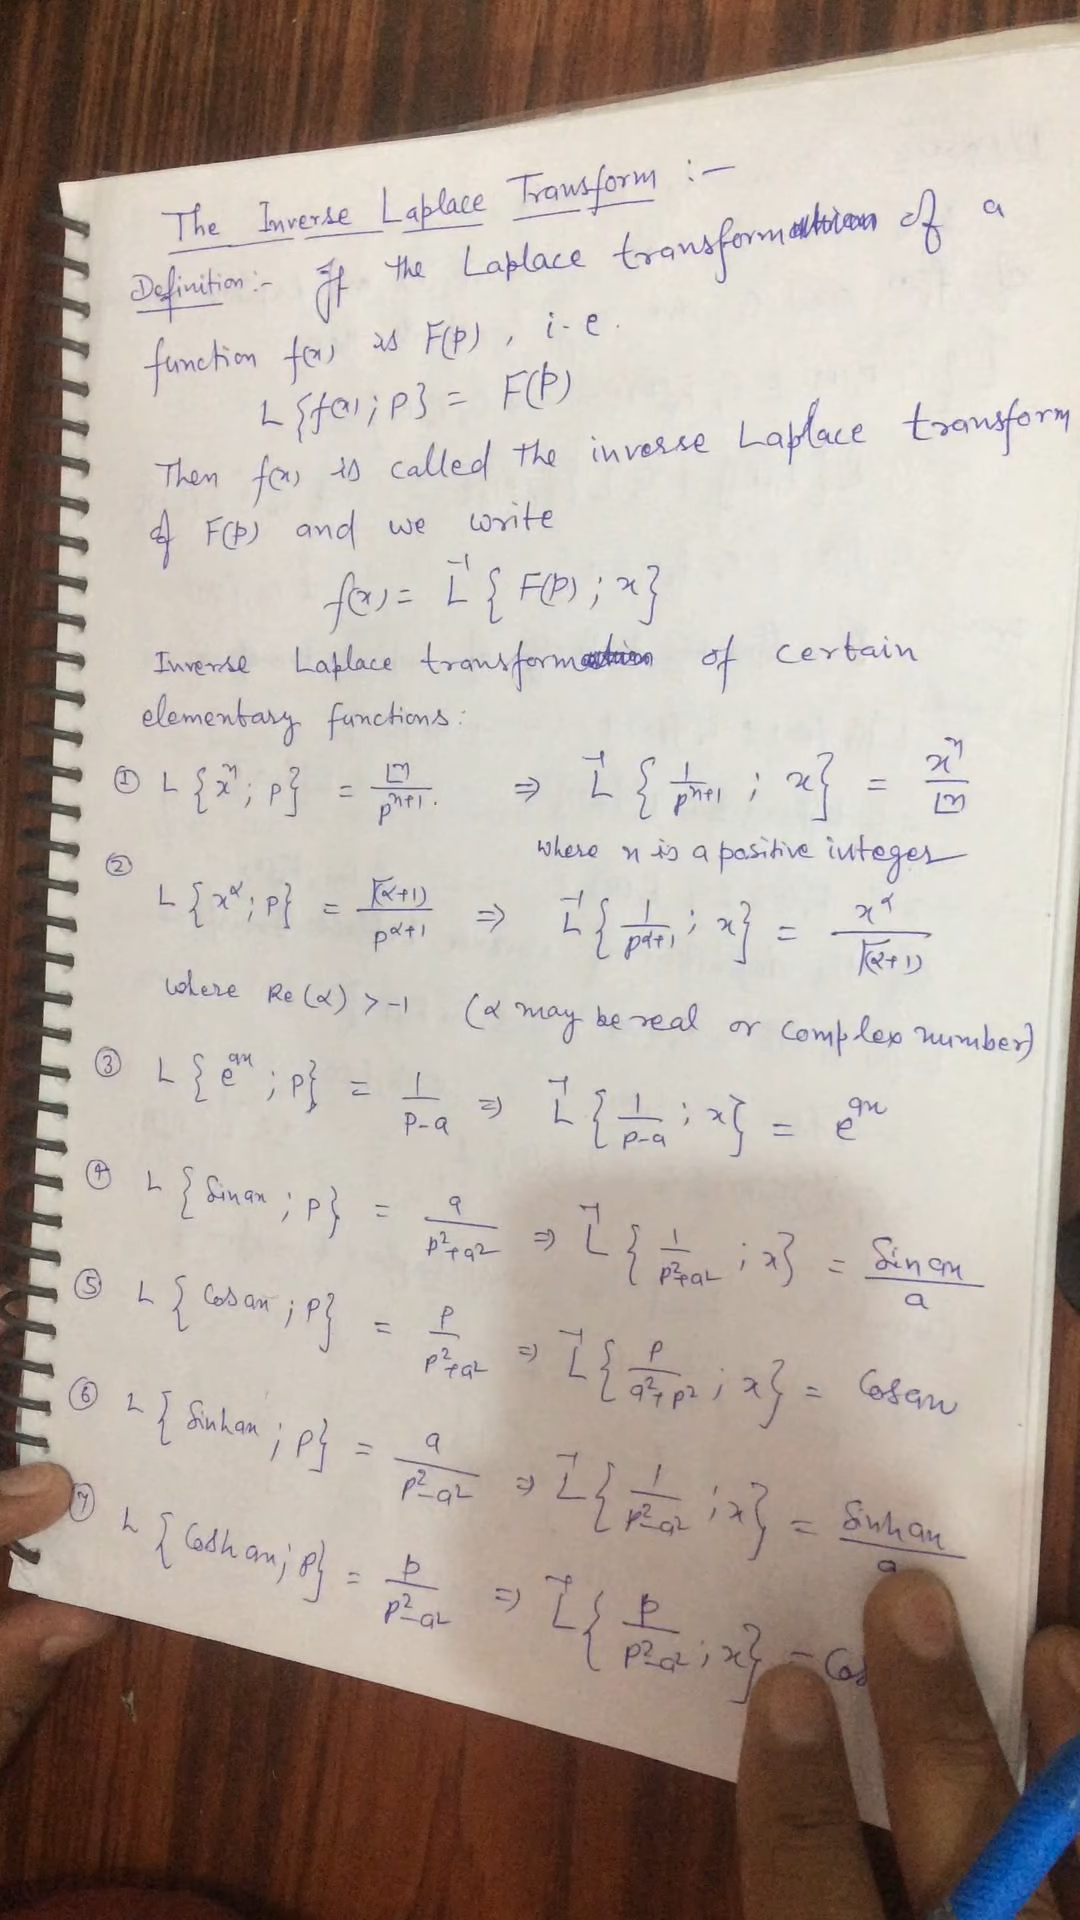 The Inverse Laplace Transform :-
Definition :- If the Laplace transform of a
function f(x) is F(p), i-e.
L{f(x); p} = F(p)
Then f(x) is called the inverse Laplace transform
of F(p) and we write
f(x) = L⁻¹{F(p); x}
Inverse Laplace transform of certain
elementary functions:
① L{xⁿ; p} = ⌊n / pⁿ⁺¹. ⇒ L⁻¹{1/pⁿ⁺¹; x} = xⁿ / ⌊n
where n is a positive integer
② L{x^α; p} = Γ(α+1) / p^(α+1) ⇒ L⁻¹{1/p^(α+1); x} = x^α / Γ(α+1)
where Re(α) > -1 (α may be real or complex number)
③ L{e^(ax); p} = 1/(p-a) ⇒ L⁻¹{1/(p-a); x} = e^(ax)
④ L{Sin ax; p} = a/(p²+a²) ⇒ L⁻¹{1/(p²+a²); x} = Sin ax / a
⑤ L{Cos ax; p} = p/(p²+a²) ⇒ L⁻¹{p/(a²+p²); x} = Cos ax
⑥ L{Sinh ax; p} = a/(p²-a²) ⇒ L⁻¹{1/(p²-a²); x} = Sinh ax / a
⑦ L{Cosh ax; p} = p/(p²-a²) ⇒ L⁻¹{p/(p²-a²); x} = Cos